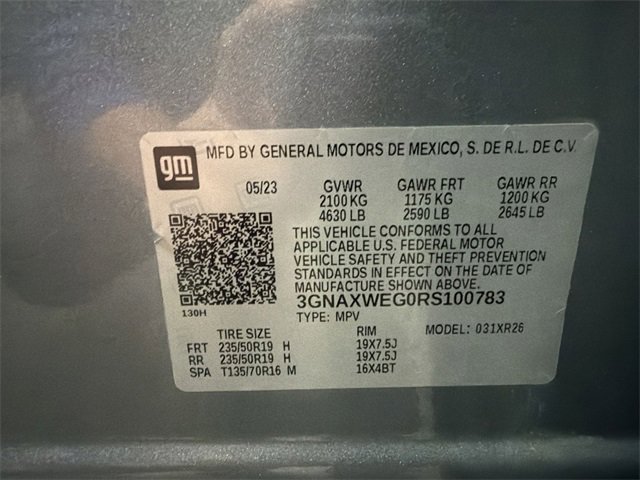 gm MFD BY GENERAL MOTORS DE MEXICO, S. DE R.L. DE C.V.
05/23 GVWR GAWR FRT GAWR RR
2100 KG 1175 KG 1200 KG
4630 LB 2590 LB 2645 LB
THIS VEHICLE CONFORMS TO ALL
APPLICABLE U.S. FEDERAL MOTOR
VEHICLE SAFETY AND THEFT PREVENTION
STANDARDS IN EFFECT ON THE DATE OF
MANUFACTURE SHOWN ABOVE.
3GNAXWEG0RS100783
130H TYPE: MPV MODEL: 031XR26
TIRE SIZE RIM
FRT 235/50R19 H 19X7.5J
RR 235/50R19 H 19X7.5J
SPA T135/70R16 M 16X4BT